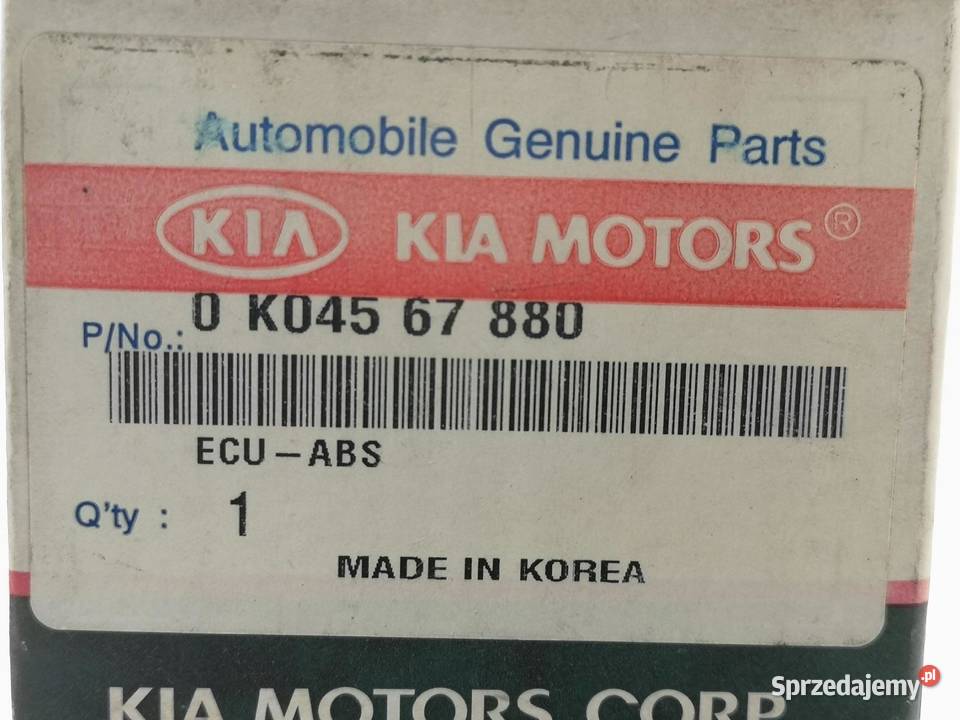 Automobile Genuine Parts
KIA KIA MOTORS®
P/No.: 0 K045 67 880
ECU-ABS
Q'ty : 1
MADE IN KOREA
KIA MOTORS CORP.
Sprzedajemy.pl